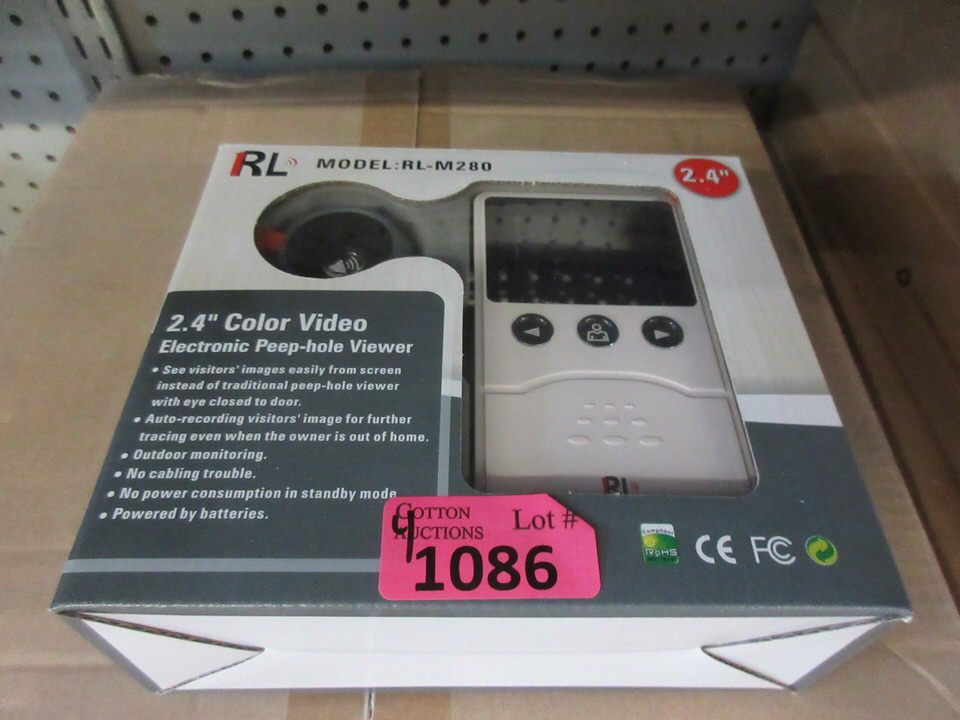 RL
MODEL:RL-M280
2.4"
2.4" Color Video
Electronic Peep-hole Viewer
• See visitors' images easily from screen
instead of traditional peep-hole viewer
with eye closed to door.
• Auto-recording visitors' image for further
tracing even when the owner is out of home.
• Outdoor monitoring.
• No cabling trouble.
• No power consumption in standby mode
• Powered by batteries.
RL
COTTON
AUCTIONS
Lot #
4
1086
Compliant
RoHS
CE FC